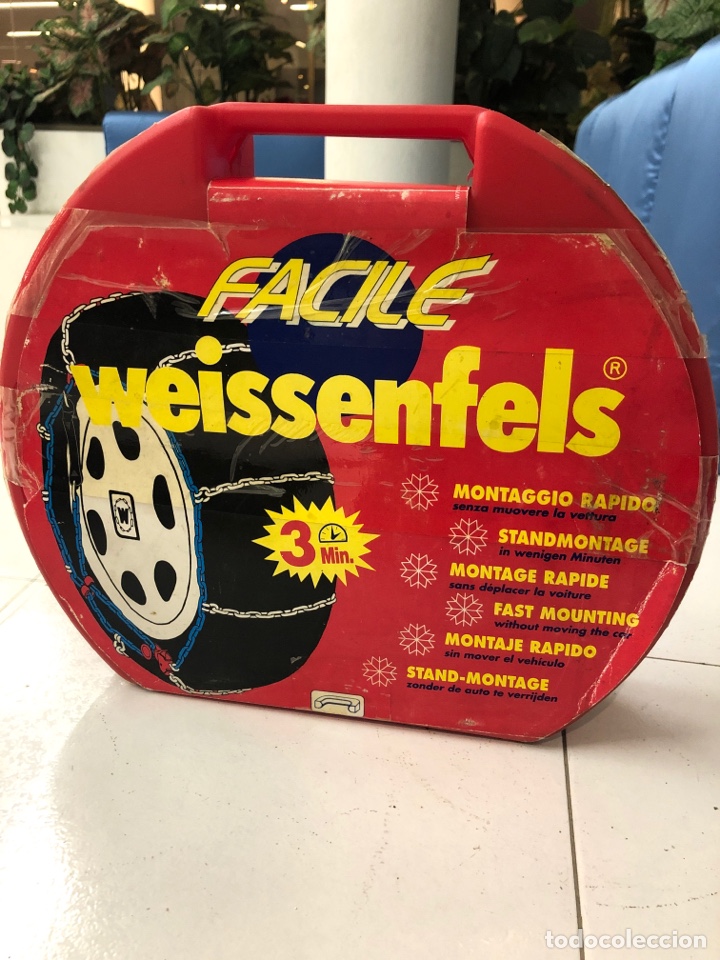 FACILE
weissenfels®
3 Min.
W
MONTAGGIO RAPIDO
senza muovere la vettura
STANDMONTAGE
in wenigen Minuten
MONTAGE RAPIDE
sans déplacer la voiture
FAST MOUNTING
without moving the car
MONTAJE RAPIDO
sin mover el vehículo
STAND-MONTAGE
zonder de auto te verrijden
todocoleccion